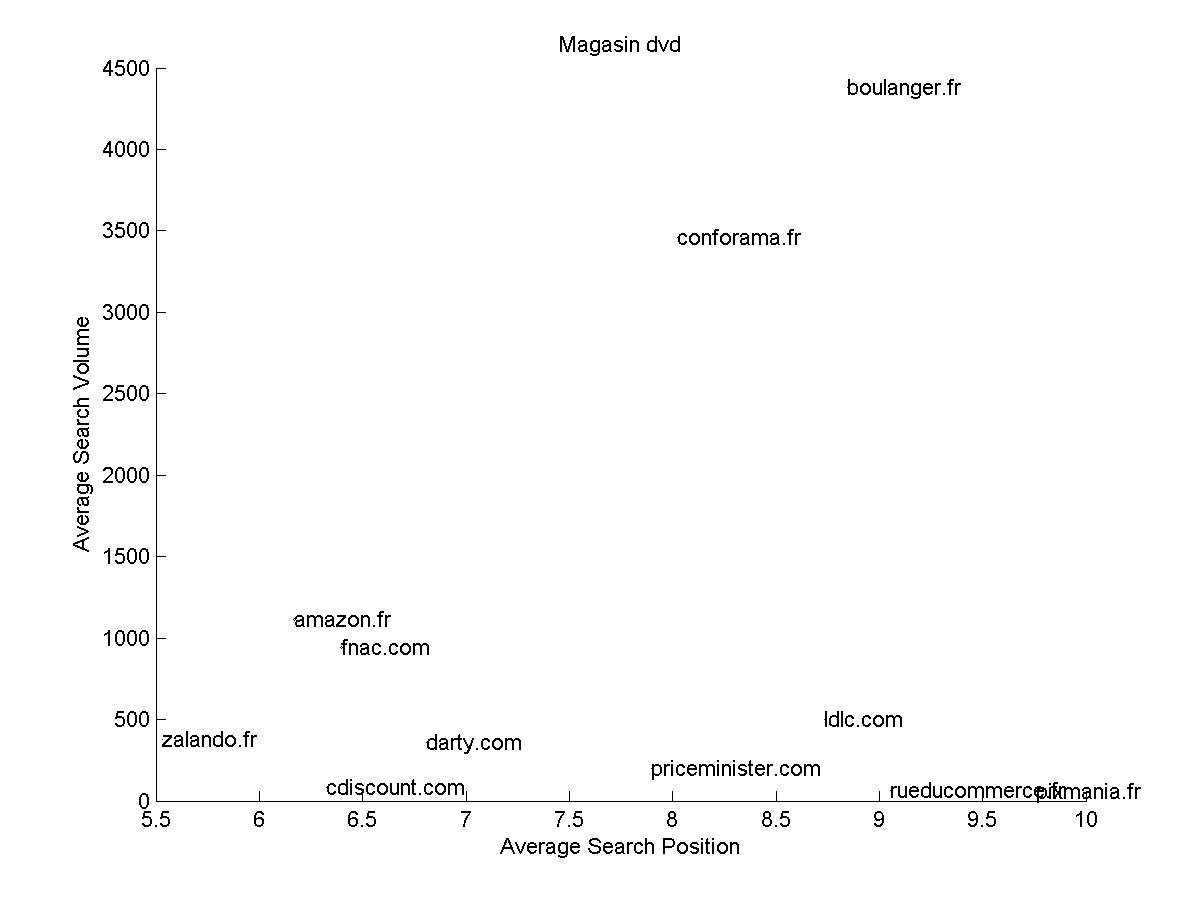 Magasin dvd
4500
boulanger.fr
4000
3500
conforama.fr
3000
Average Search Volume
2500
2000
1500
amazon.fr
1000
fnac.com
500
ldlc.com
zalando.fr
darty.com
priceminister.com
cdiscount.com
rueducommerce.fr
pixmania.fr
0
5.5 6 6.5 7 7.5 8 8.5 9 9.5 10
Average Search Position